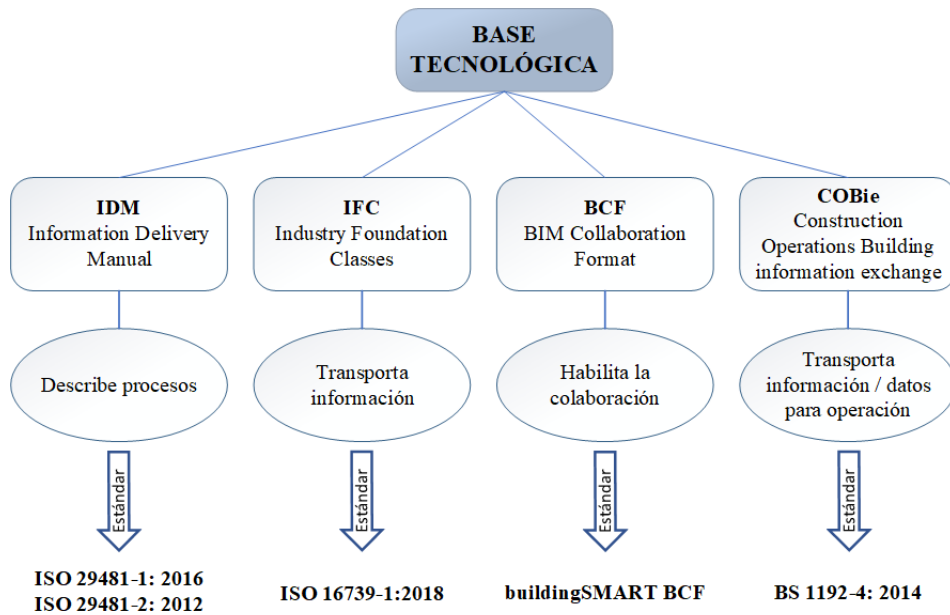 BASE
TECNOLÓGICA
IDM
Information Delivery
Manual
IFC
Industry Foundation
Classes
BCF
BIM Collaboration
Format
COBie
Construction
Operations Building
information exchange
Describe procesos
Transporta
información
Habilita la
colaboración
Transporta
información / datos
para operación
Estándar
Estándar
Estándar
Estándar
ISO 29481-1: 2016
ISO 29481-2: 2012
ISO 16739-1:2018
buildingSMART BCF
BS 1192-4: 2014